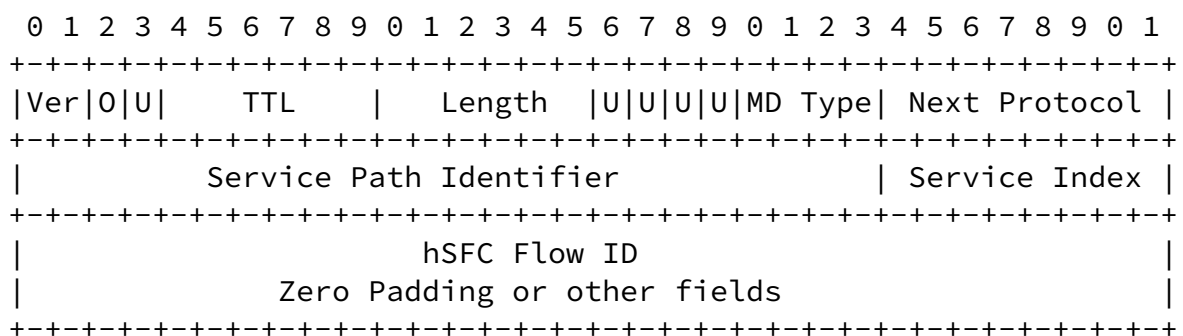 0 1 2 3 4 5 6 7 8 9 0 1 2 3 4 5 6 7 8 9 0 1 2 3 4 5 6 7 8 9 0 1
+-+-+-+-+-+-+-+-+-+-+-+-+-+-+-+-+-+-+-+-+-+-+-+-+-+-+-+-+-+-+-+-+
|Ver|O|U|    TTL    |   Length  |U|U|U|U|MD Type| Next Protocol |
+-+-+-+-+-+-+-+-+-+-+-+-+-+-+-+-+-+-+-+-+-+-+-+-+-+-+-+-+-+-+-+-+
|          Service Path Identifier              | Service Index |
+-+-+-+-+-+-+-+-+-+-+-+-+-+-+-+-+-+-+-+-+-+-+-+-+-+-+-+-+-+-+-+-+
|                      hSFC Flow ID                             |
|              Zero Padding or other fields                     |
+-+-+-+-+-+-+-+-+-+-+-+-+-+-+-+-+-+-+-+-+-+-+-+-+-+-+-+-+-+-+-+-+